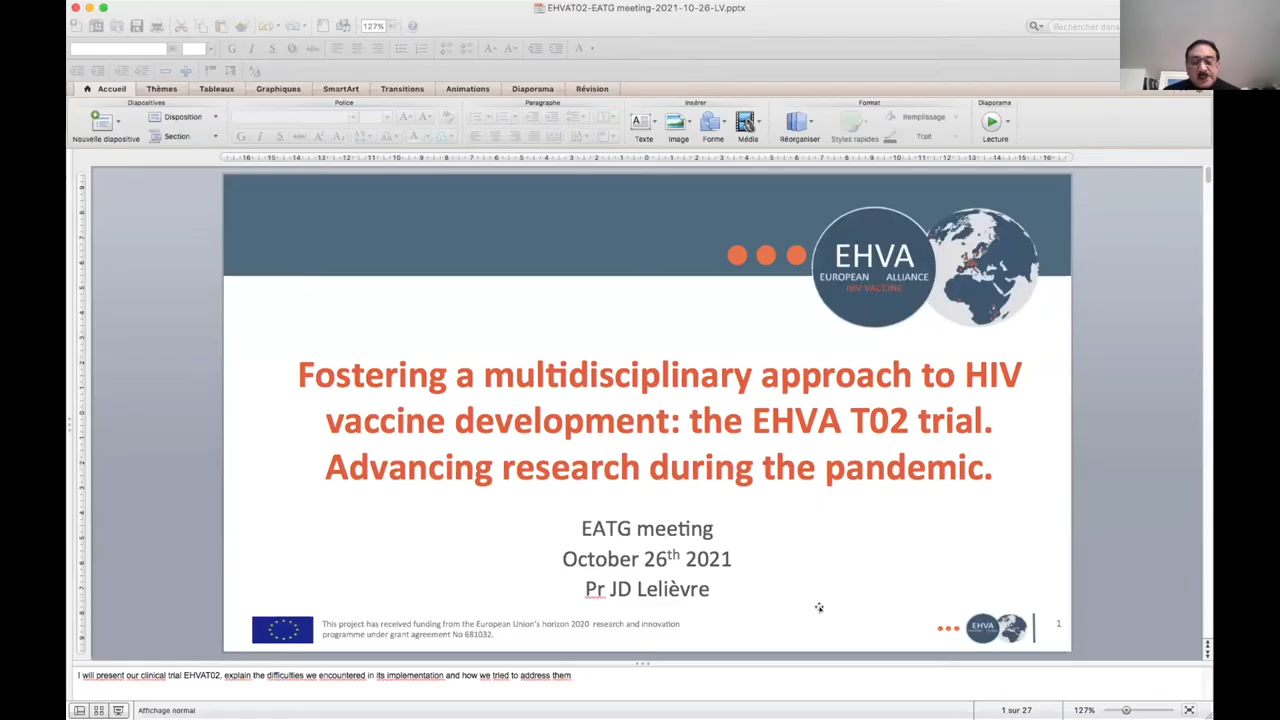 EHVAT02-EATG meeting-2021-10-26-LV.pptx
127%
Rechercher dans
Accueil Thèmes Tableaux Graphiques SmartArt Transitions Animations Diaporama Révision
Diapositives Police Paragraphe Insérer Format Diaporama
Disposition
Section
Nouvelle diapositive
Texte Image Forme Média Réorganiser Styles rapides Lecture
Remplissage
Trait
EHVA
EUROPEAN ALLIANCE
HIV VACCINE
Fostering a multidisciplinary approach to HIV
vaccine development: the EHVA T02 trial.
Advancing research during the pandemic.
EATG meeting
October 26th 2021
Pr JD Lelièvre
This project has received funding from the European Union's horizon 2020 research and innovation
programme under grant agreement No 681032.
EHVA
1
I will present our clinical trial EHVAT02, explain the difficulties we encountered in its implementation and how we tried to address them
Affichage normal
1 sur 27
127%